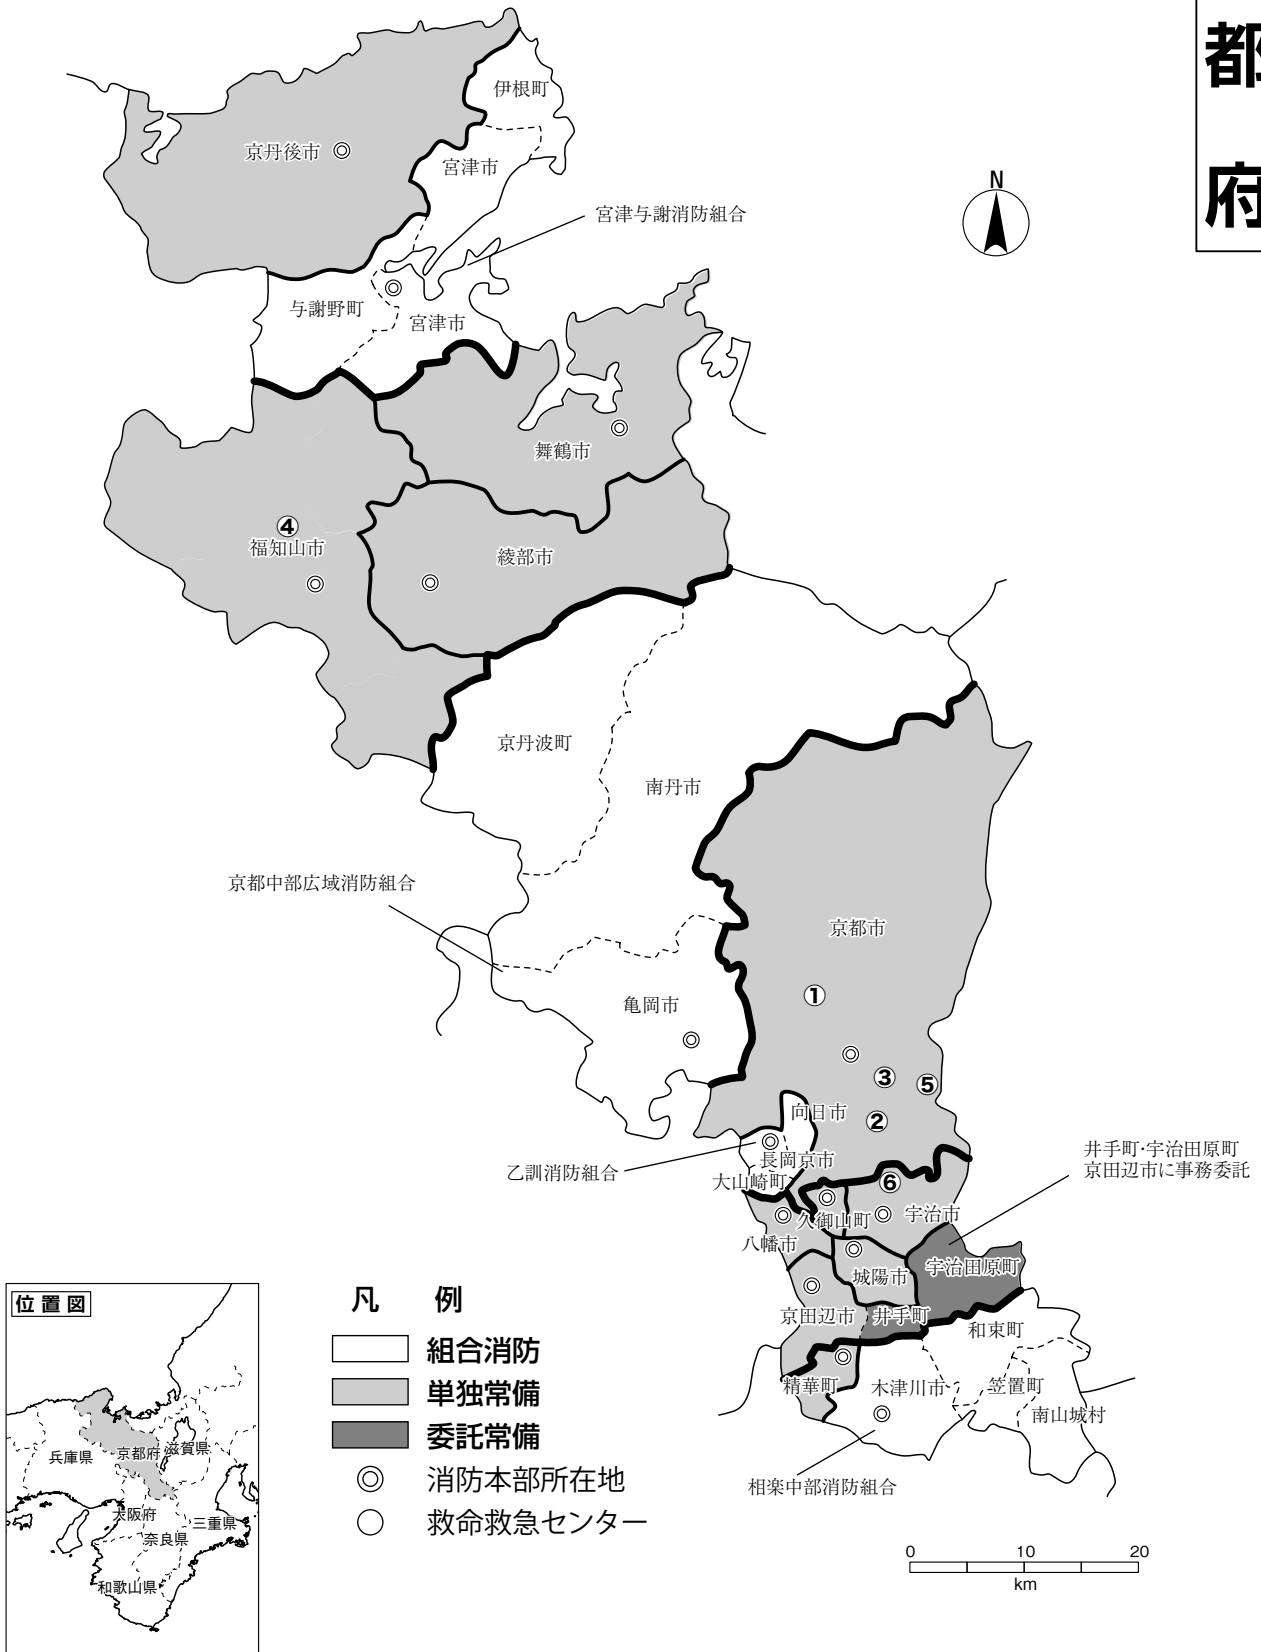 都
府
伊根町
京丹後市
宮津市
N
宮津与謝消防組合
与謝野町
宮津市
舞鶴市
④
福知山市
綾部市
京丹波町
南丹市
京都中部広域消防組合
京都市
①
亀岡市
③
⑤
向日市
②
井手町・宇治田原町
京田辺市に事務委託
長岡京市
乙訓消防組合
大山崎町
⑥
久御山町
宇治市
八幡市
宇治田原町
城陽市
京田辺市
井手町
和束町
精華町
木津川市
笠置町
南山城村
相楽中部消防組合
位置図
兵庫県
京都府
滋賀県
大阪府
三重県
奈良県
和歌山県
凡 例
組合消防
単独常備
委託常備
消防本部所在地
救命救急センター
0 10 20
km